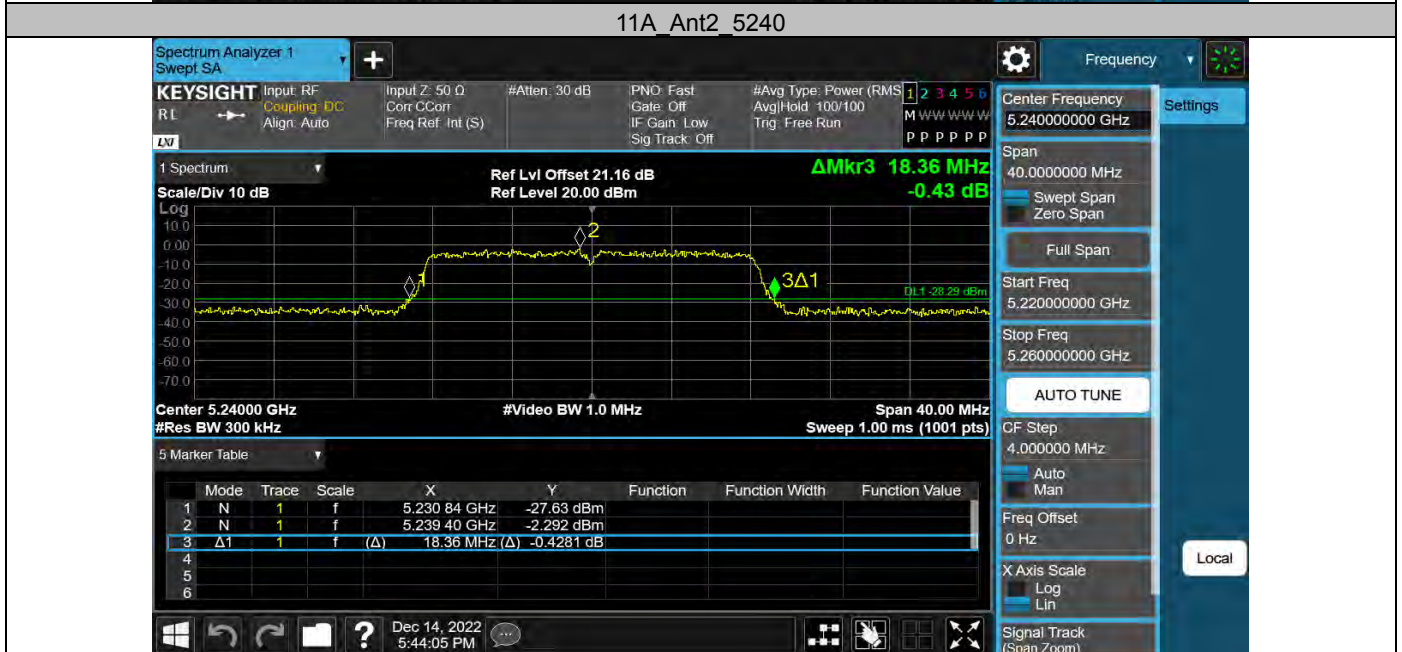 11A_Ant2_5240
Spectrum Analyzer 1
Swept SA
Frequency
KEYSIGHT
RL
LXI
Input: RF
Coupling: DC
Align: Auto
Input Z: 50 Ω
Corr CCorr
Freq Ref: Int (S)
#Atten: 30 dB
PNO: Fast
Gate: Off
IF Gain: Low
Sig Track: Off
#Avg Type: Power (RMS
Avg|Hold: 100/100
Trig: Free Run
1 2 3 4 5 6
M W W W W W
P P P P P P
Settings
1 Spectrum
Scale/Div 10 dB
Ref Lvl Offset 21.16 dB
Ref Level 20.00 dBm
ΔMkr3 18.36 MHz
-0.43 dB
Log
10.0
0.00
-10.0
-20.0
-30.0
-40.0
-50.0
-60.0
-70.0
1
2
3Δ1
DL1 -28.29 dBm
Center 5.24000 GHz
#Video BW 1.0 MHz
Span 40.00 MHz
#Res BW 300 kHz
Sweep 1.00 ms (1001 pts)
5 Marker Table
Mode Trace Scale X Y Function Function Width Function Value
1 N 1 f 5.230 84 GHz -27.63 dBm
2 N 1 f 5.239 40 GHz -2.292 dBm
3 Δ1 1 f (Δ) 18.36 MHz (Δ) -0.4281 dB
4
5
6
Center Frequency
5.240000000 GHz
Span
40.0000000 MHz
Swept Span
Zero Span
Full Span
Start Freq
5.220000000 GHz
Stop Freq
5.260000000 GHz
AUTO TUNE
CF Step
4.000000 MHz
Auto
Man
Freq Offset
0 Hz
X Axis Scale
Log
Lin
Signal Track
(Span Zoom)
Local
?
Dec 14, 2022
5:44:05 PM